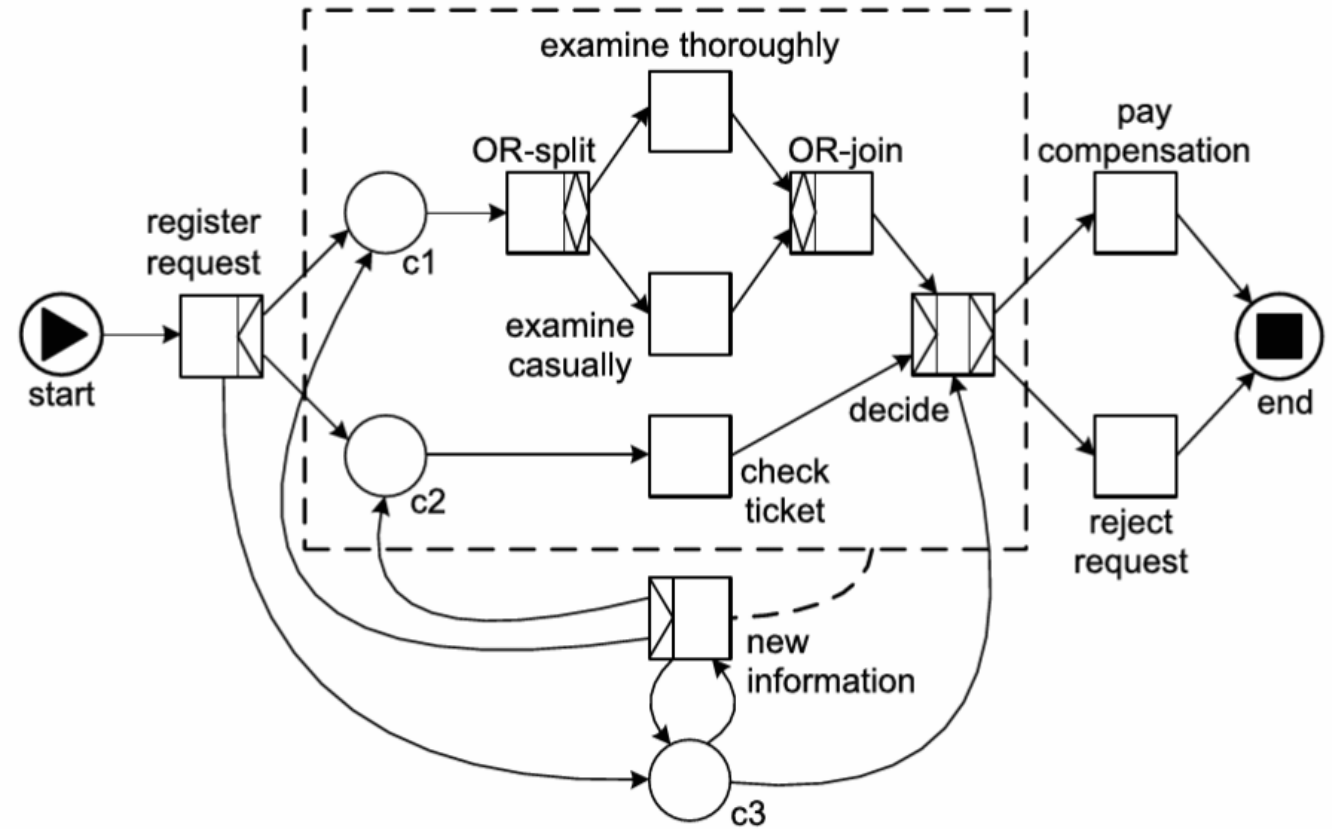 examine thoroughly
pay
compensation
OR-split
OR-join
register
request
c1
examine
casually
start
decide
end
c2
check
ticket
reject
request
new
information
c3